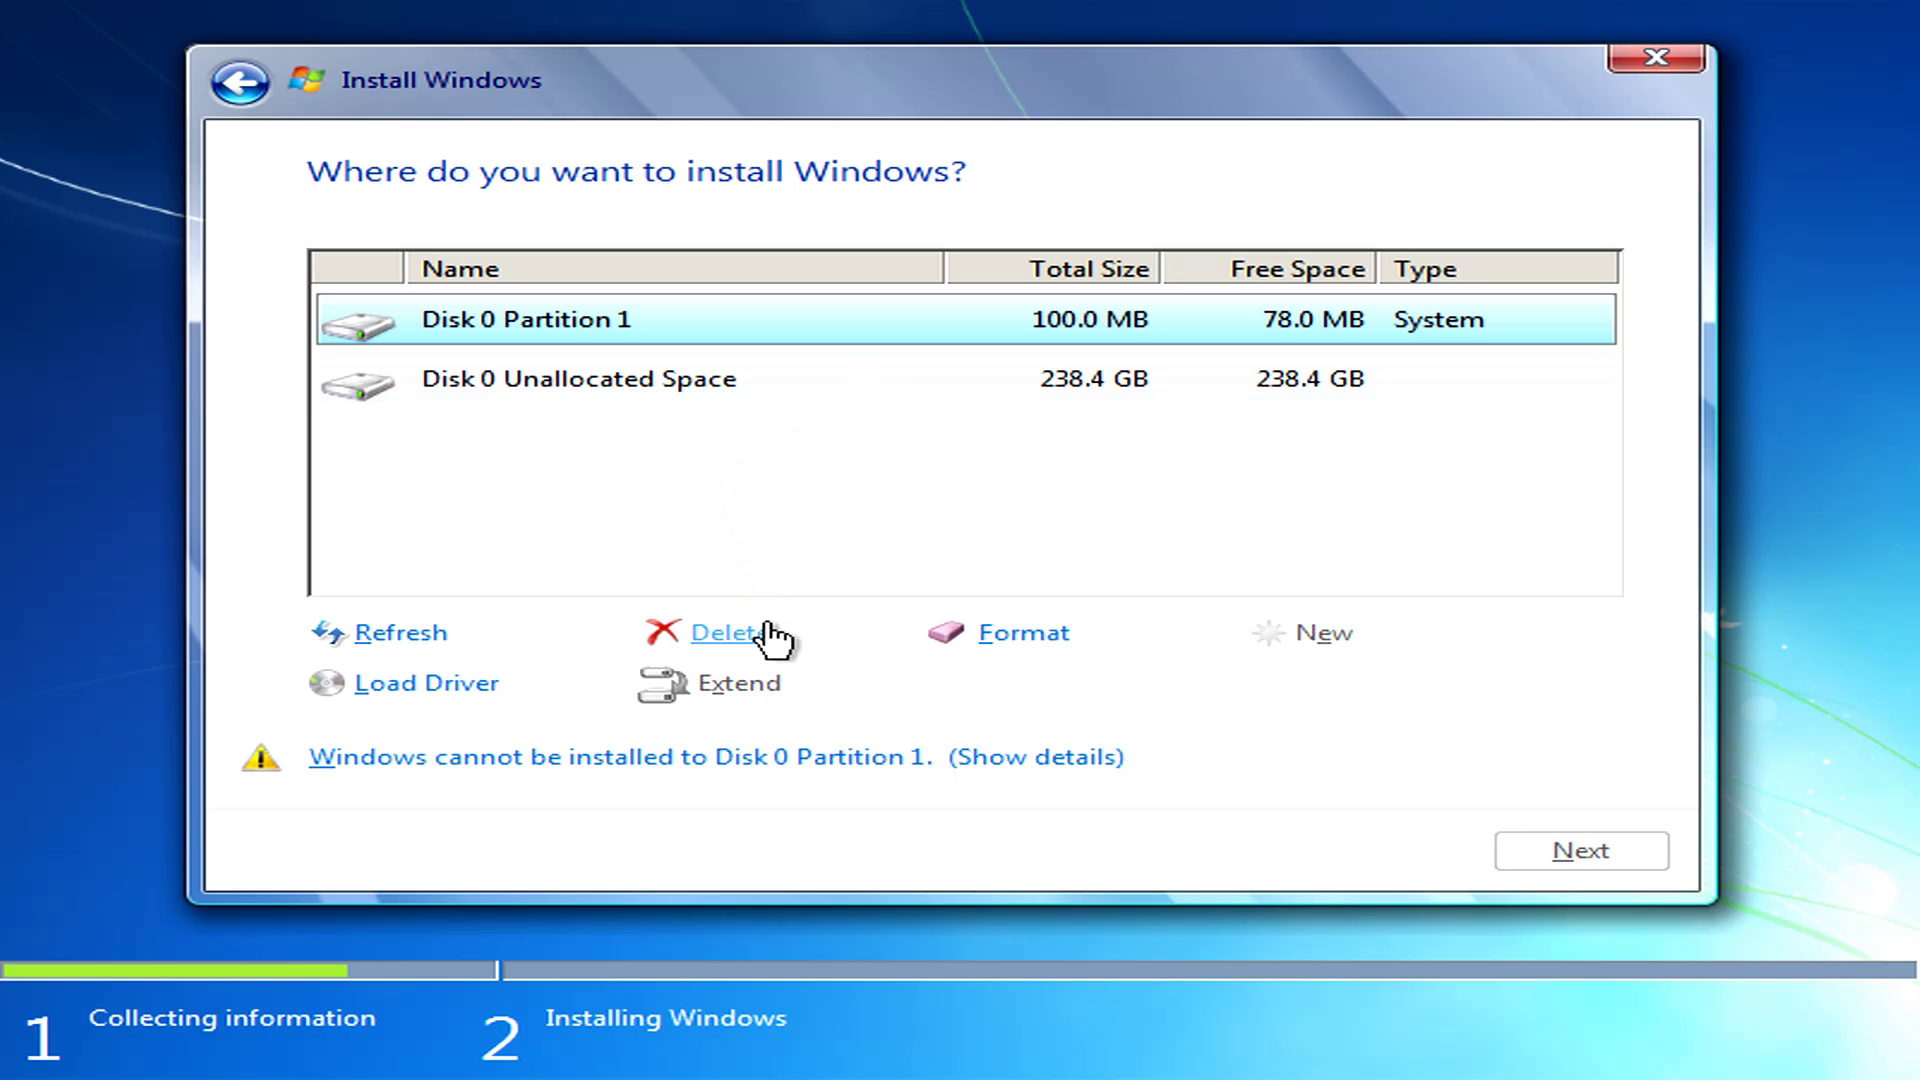 Install Windows
Where do you want to install Windows?
Name Total Size Free Space Type
Disk 0 Partition 1 100.0 MB 78.0 MB System
Disk 0 Unallocated Space 238.4 GB 238.4 GB
Refresh Delete Format New
Load Driver Extend
Windows cannot be installed to Disk 0 Partition 1. (Show details)
Next
1 Collecting information 2 Installing Windows